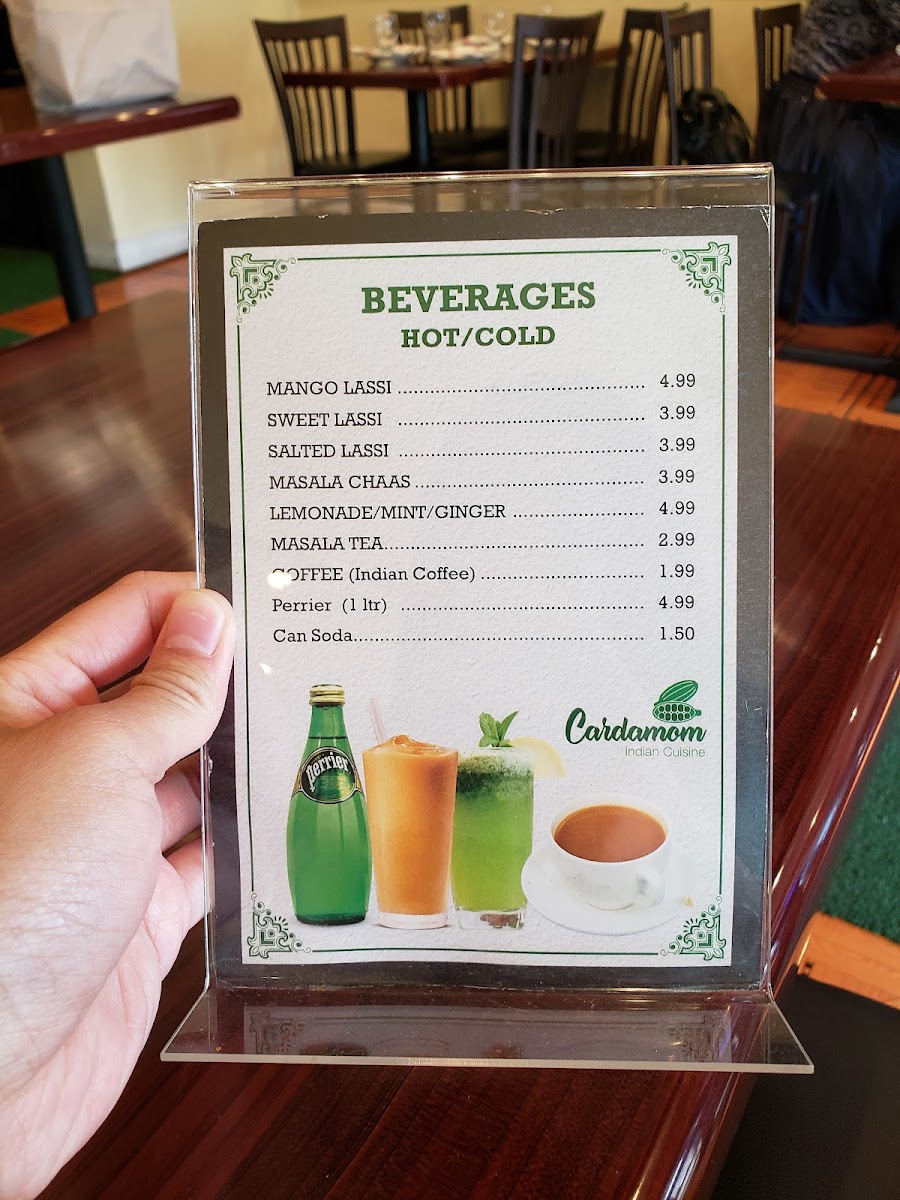 BEVERAGES
HOT/COLD
MANGO LASSI ........................................ 4.99
SWEET LASSI ........................................ 3.99
SALTED LASSI ........................................ 3.99
MASALA CHAAS ..................................... 3.99
LEMONADE/MINT/GINGER ..................... 4.99
MASALA TEA.......................................... 2.99
COFFEE (Indian Coffee) .......................... 1.99
Perrier (1 ltr) ........................................ 4.99
Can Soda............................................... 1.50
Cardamom
Indian Cuisine
Perrier